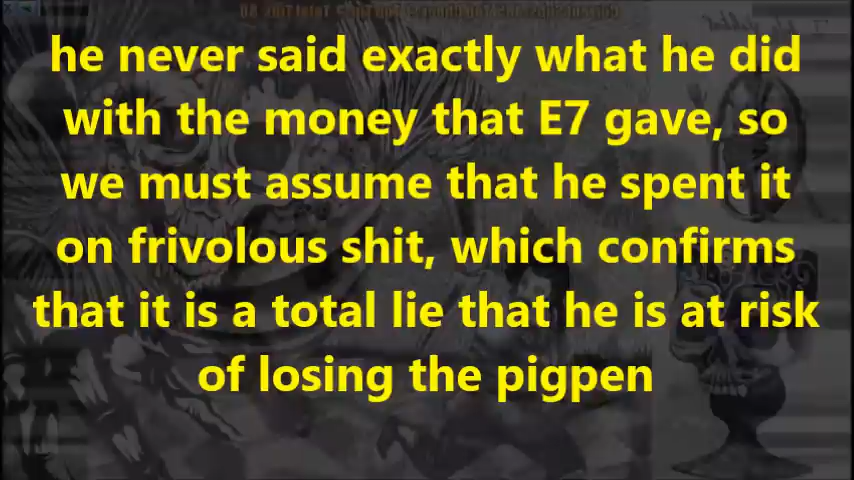 he never said exactly what he did
with the money that E7 gave, so
we must assume that he spent it
on frivolous shit, which confirms
that it is a total lie that he is at risk
of losing the pigpen